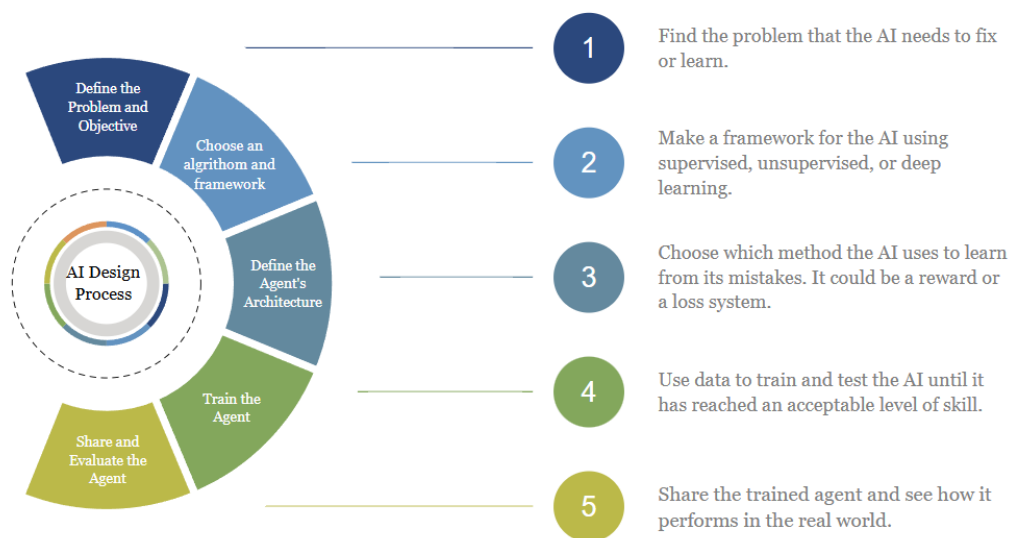 Define the
Problem and
Objective
Choose an
algrithom and
framework
Define the
Agent's
Architecture
Train the
Agent
Share and
Evaluate the
Agent
AI Design
Process
1
Find the problem that the AI needs to fix
or learn.
2
Make a framework for the AI using
supervised, unsupervised, or deep
learning.
3
Choose which method the AI uses to learn
from its mistakes. It could be a reward or
a loss system.
4
Use data to train and test the AI until it
has reached an acceptable level of skill.
5
Share the trained agent and see how it
performs in the real world.